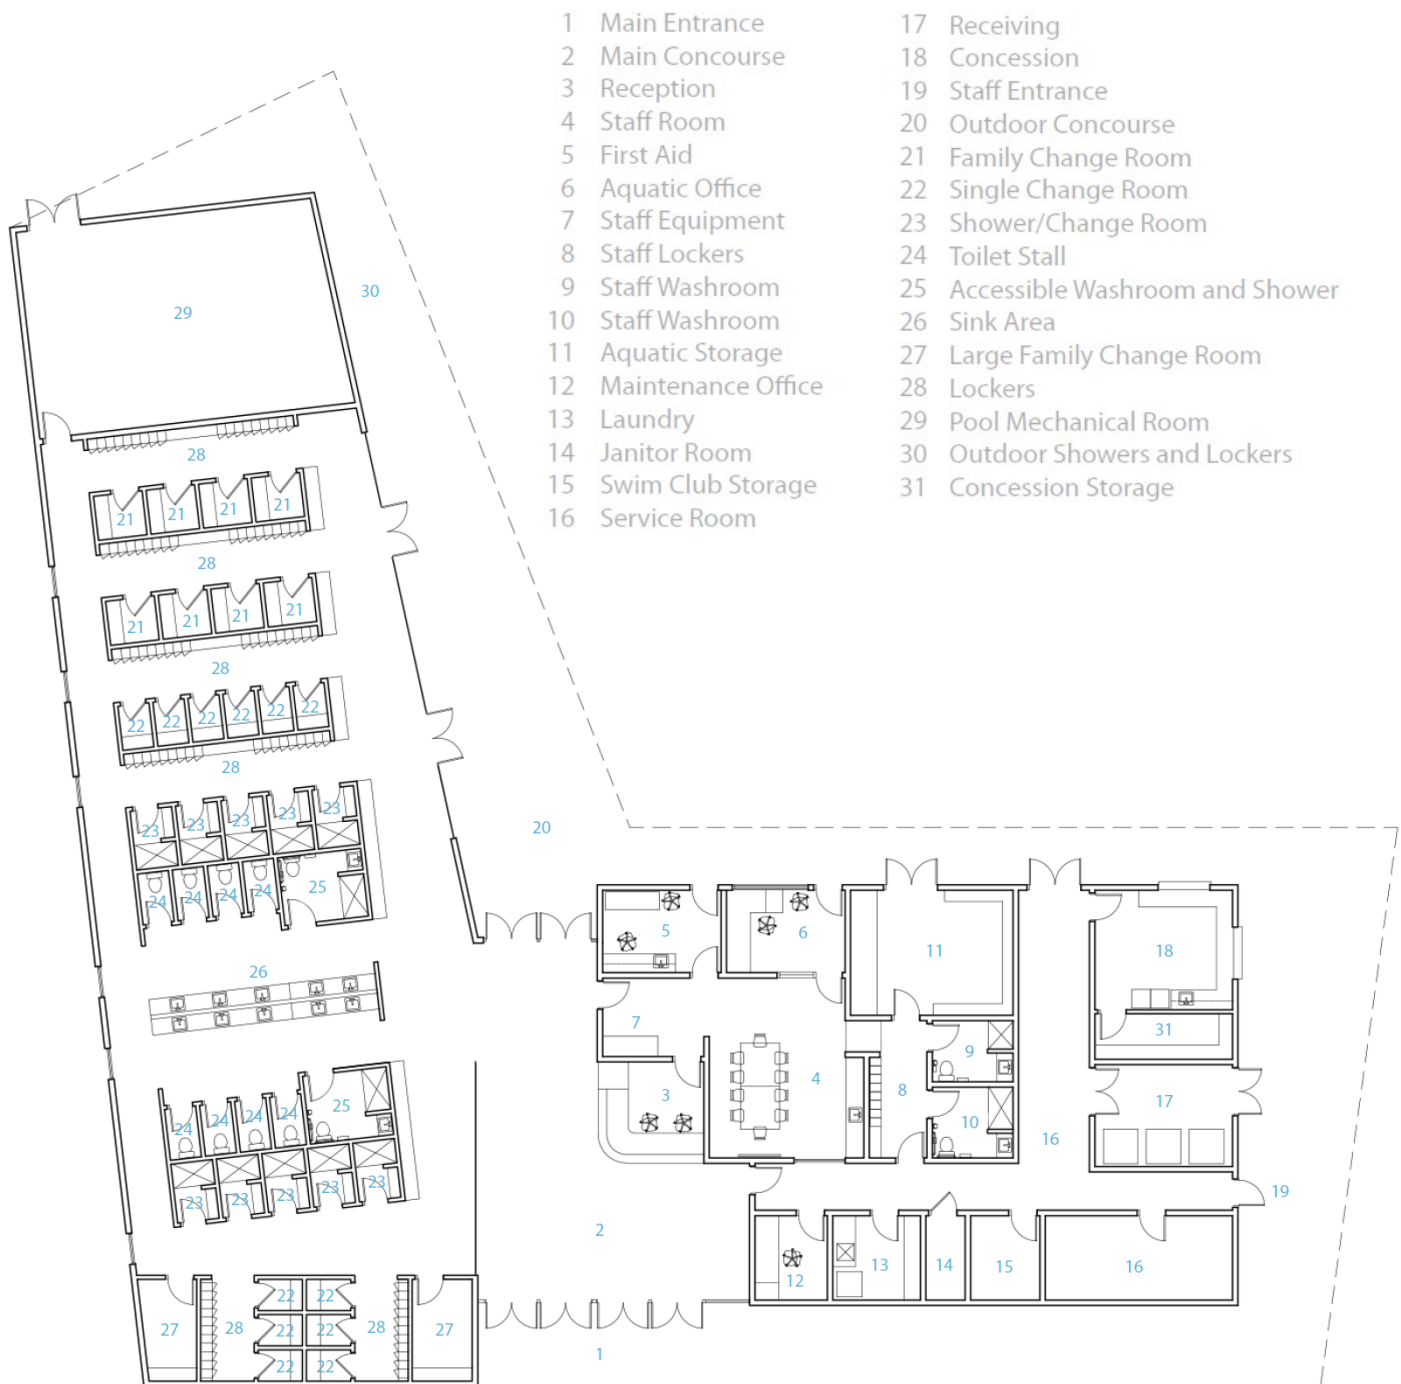 1 Main Entrance
2 Main Concourse
3 Reception
4 Staff Room
5 First Aid
6 Aquatic Office
7 Staff Equipment
8 Staff Lockers
9 Staff Washroom
10 Staff Washroom
11 Aquatic Storage
12 Maintenance Office
13 Laundry
14 Janitor Room
15 Swim Club Storage
16 Service Room
17 Receiving
18 Concession
19 Staff Entrance
20 Outdoor Concourse
21 Family Change Room
22 Single Change Room
23 Shower/Change Room
24 Toilet Stall
25 Accessible Washroom and Shower
26 Sink Area
27 Large Family Change Room
28 Lockers
29 Pool Mechanical Room
30 Outdoor Showers and Lockers
31 Concession Storage
30
29
28
21 21 21 21
28
21 21 21 21
28
22 22 22 22 22 22
28
23 23 23 23 23
20
24 24 24 24 25
5 6 11 18
26
7 31
9
3 4 8 17
24 24 24 24 25
10 16
23 23 23 23 23
19
2
12 13 14 15 16
22 22
27 28 22 22 28 27
22 22
1